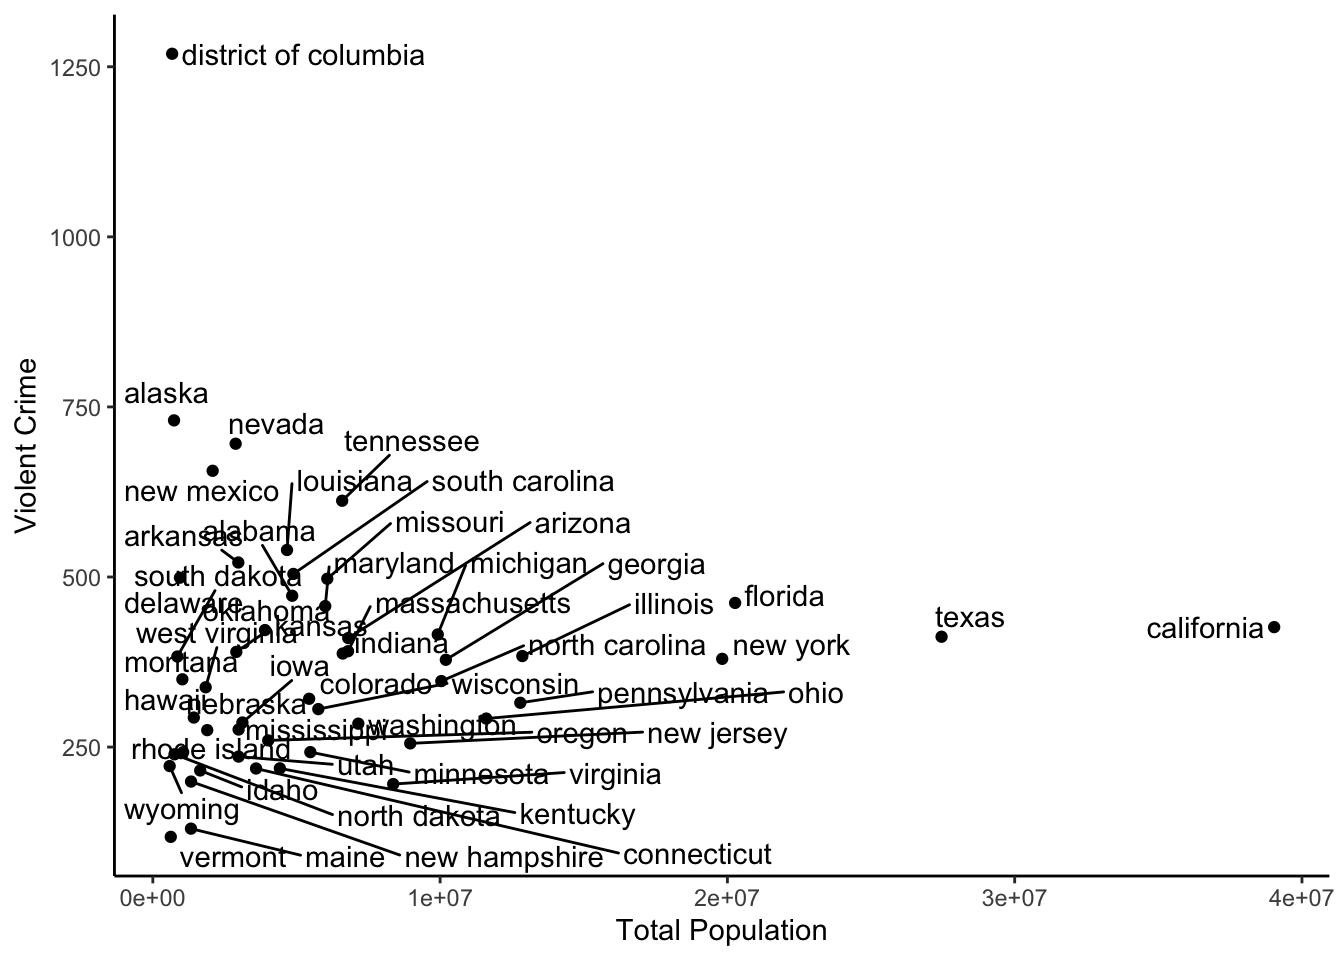 1250
district of columbia
1000
Violent Crime
750
alaska
nevada
tennessee
new mexico
louisiana
south carolina
arkansas
alabama
missouri
arizona
500
south dakota
maryland
michigan
georgia
delaware
oklahoma
massachusetts
illinois
florida
texas
california
west virginia
kansas
indiana
north carolina
new york
montana
iowa
colorado
wisconsin
pennsylvania
ohio
hawaii
nebraska
mississippi
washington
oregon
new jersey
250
rhode island
utah
minnesota
virginia
idaho
wyoming
north dakota
kentucky
vermont
maine
new hampshire
connecticut
0e+00
1e+07
2e+07
3e+07
4e+07
Total Population